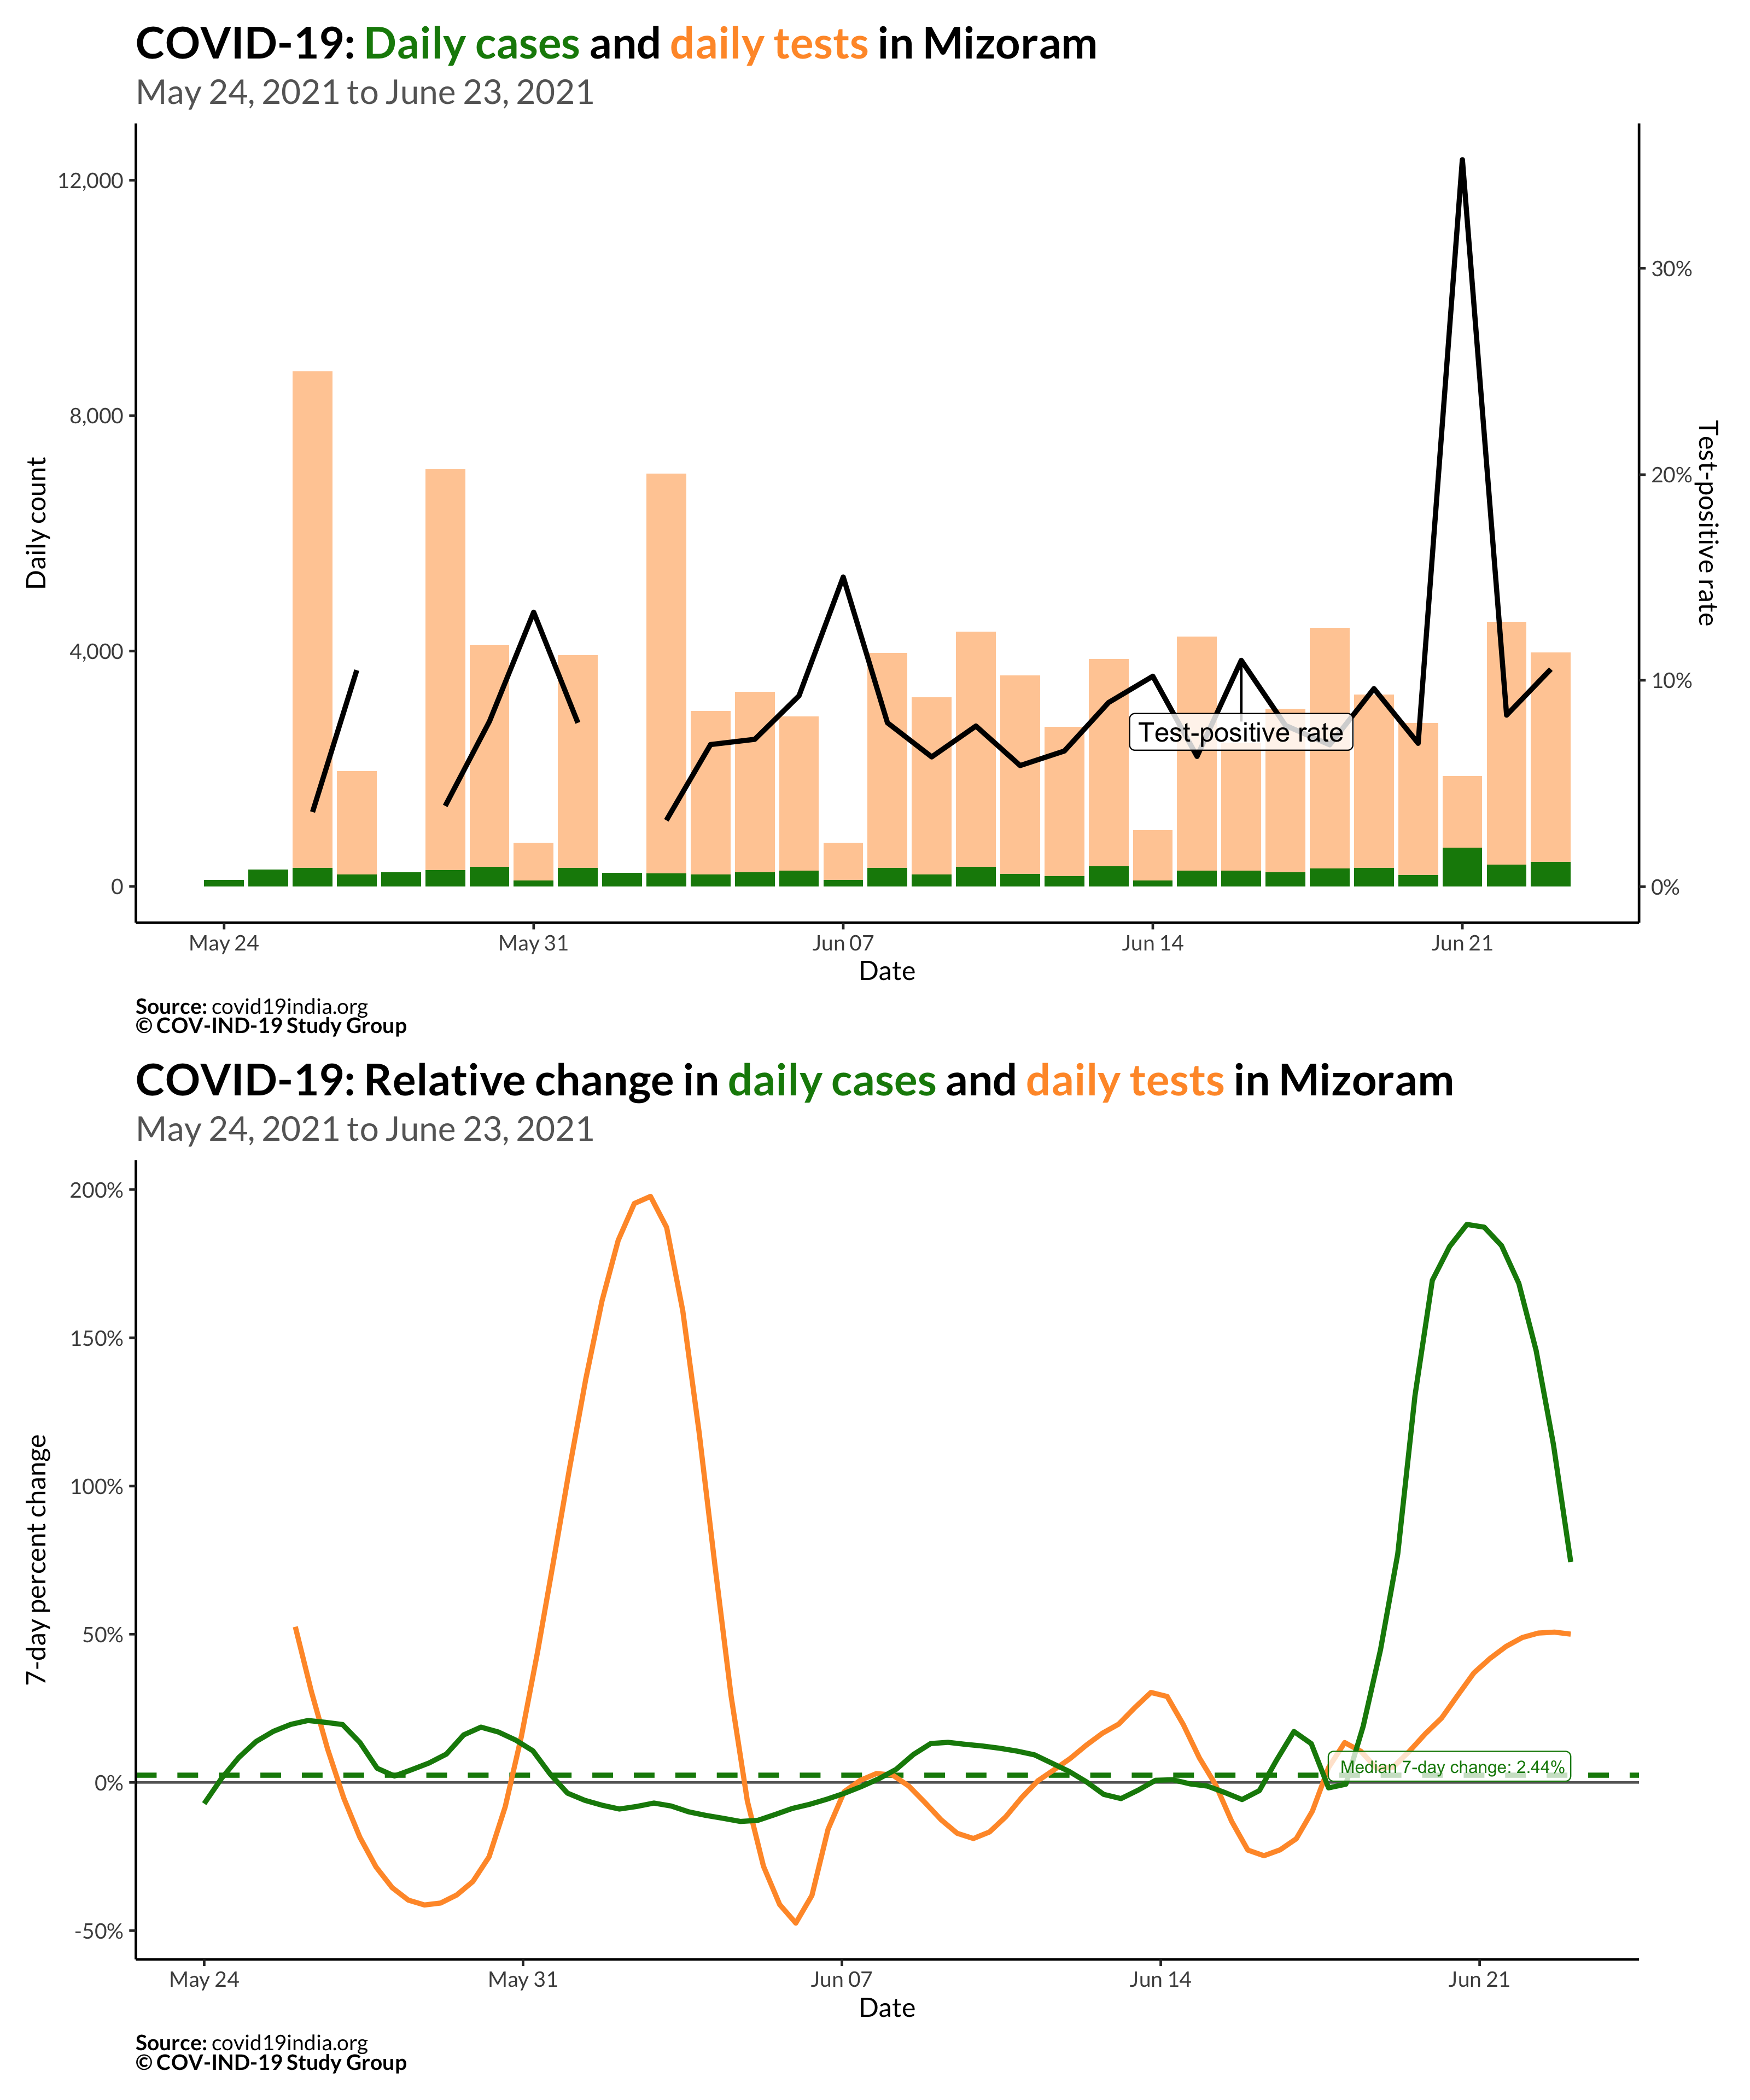 COVID-19: Daily cases and daily tests in Mizoram
May 24, 2021 to June 23, 2021
12,000
8,000
4,000
0
Daily count
30%
20%
10%
0%
Test-positive rate
Test-positive rate
May 24
May 31
Jun 07
Jun 14
Jun 21
Date
Source: covid19india.org
© COV-IND-19 Study Group
COVID-19: Relative change in daily cases and daily tests in Mizoram
May 24, 2021 to June 23, 2021
200%
150%
100%
50%
0%
-50%
7-day percent change
Median 7-day change: 2.44%
May 24
May 31
Jun 07
Jun 14
Jun 21
Date
Source: covid19india.org
© COV-IND-19 Study Group